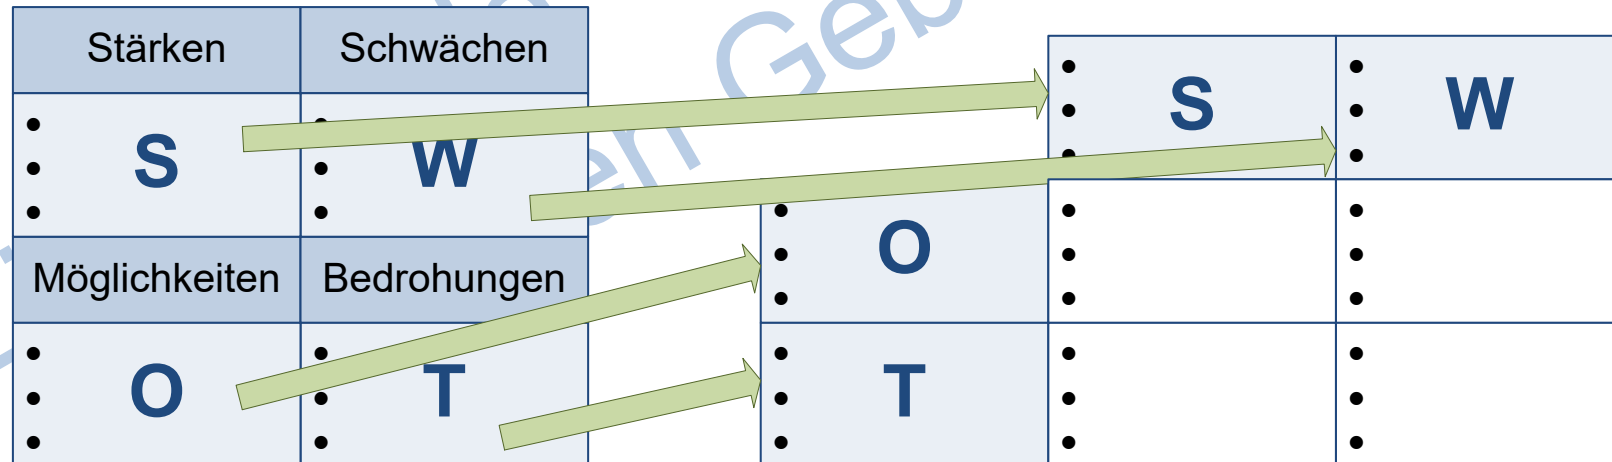 Stärken Schwächen
S W
Möglichkeiten Bedrohungen
O T
S W
O
T